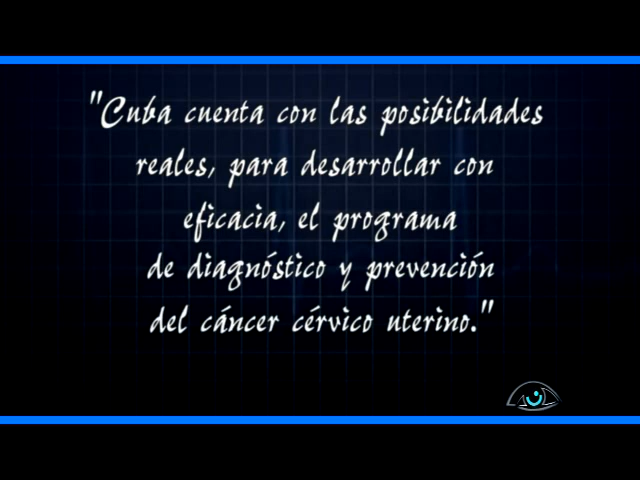 "Cuba cuenta con las posibilidades
reales, para desarrollar con
eficacia, el programa
de diagnóstico y prevención
del cáncer cérvico uterino."